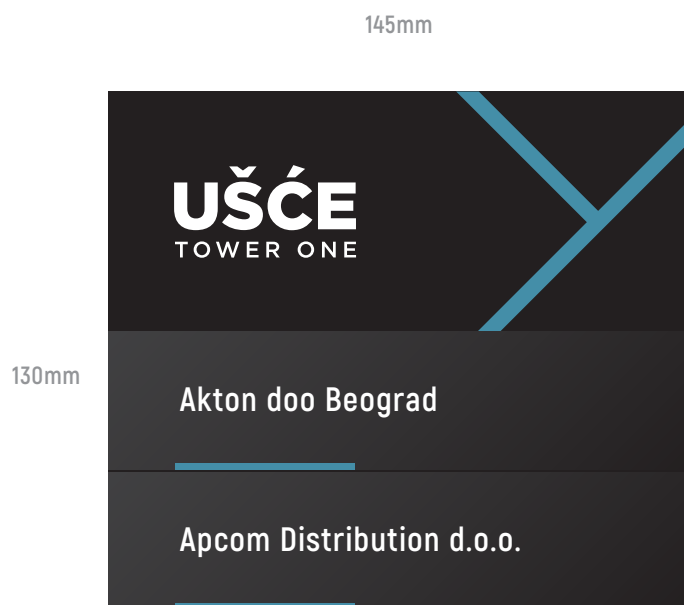 145mm
UŠĆE
TOWER ONE
130mm
Akton doo Beograd
Apcom Distribution d.o.o.